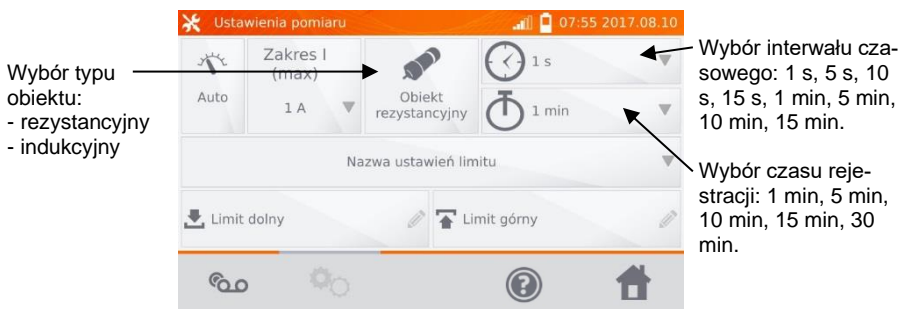 Ustawienia pomiaru
07:55 2017.08.10
Wybór typu
obiektu:
- rezystancyjny
- indukcyjny
Auto
Zakres I
(max)
1 A
Obiekt
rezystancyjny
1 s
1 min
Nazwa ustawień limitu
Limit dolny
Limit górny
Wybór interwału cza-
sowego: 1 s, 5 s, 10
s, 15 s, 1 min, 5 min,
10 min, 15 min.
Wybór czasu reje-
stracji: 1 min, 5 min,
10 min, 15 min, 30
min.